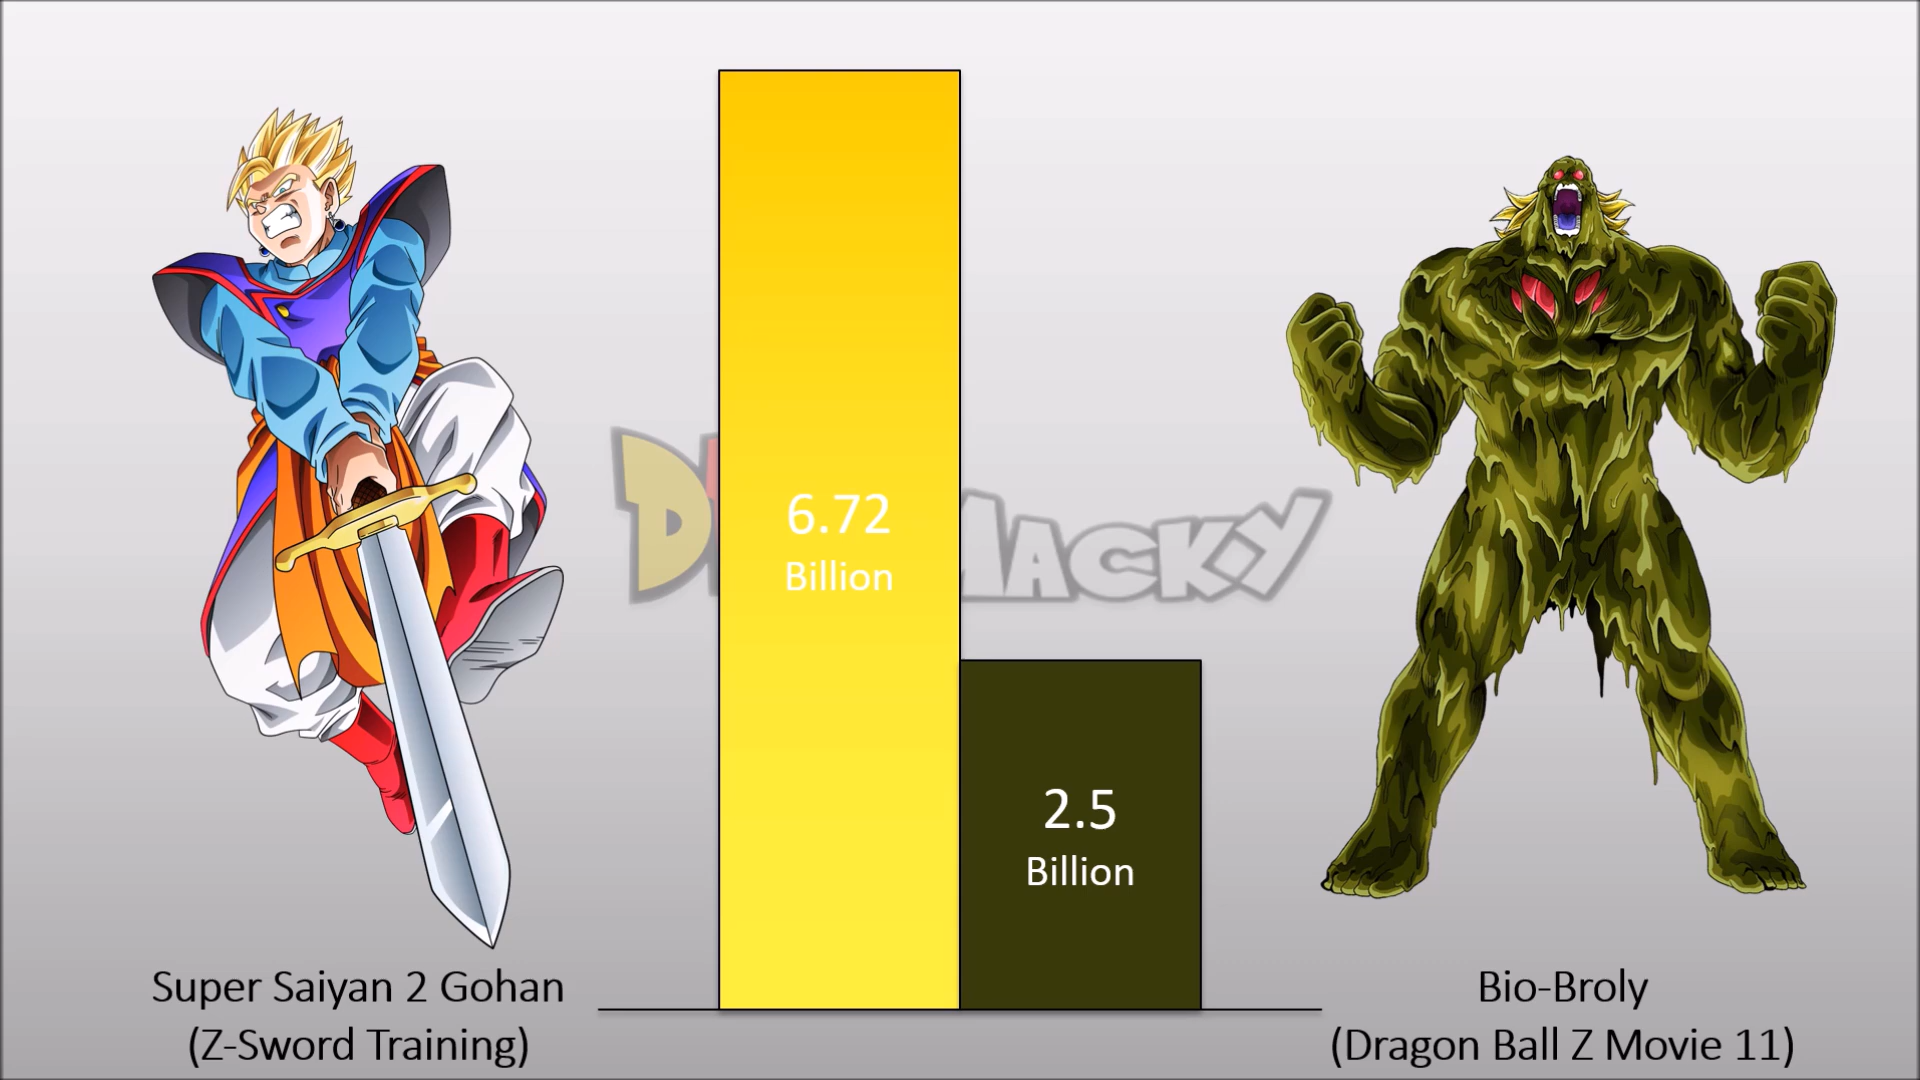 6.72
Billion
2.5
Billion
Super Saiyan 2 Gohan
(Z-Sword Training)
Bio-Broly
(Dragon Ball Z Movie 11)